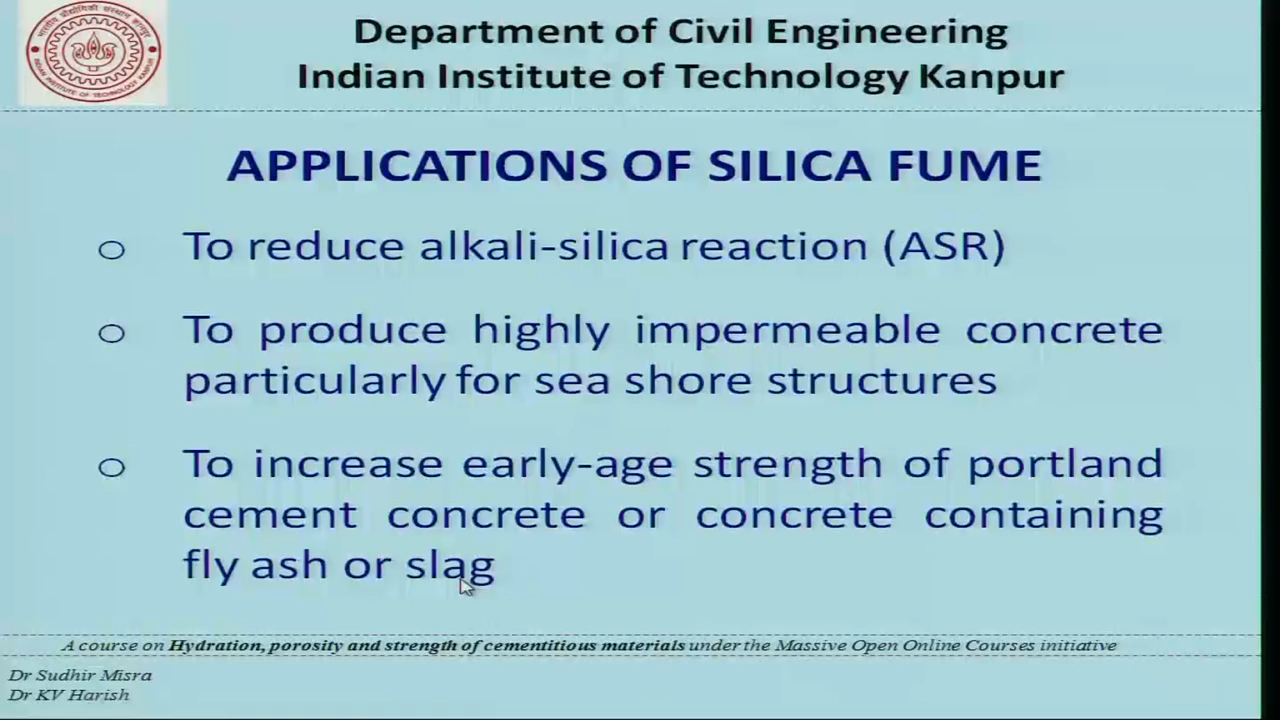 Department of Civil Engineering
Indian Institute of Technology Kanpur
APPLICATIONS OF SILICA FUME
o To reduce alkali-silica reaction (ASR)
o To produce highly impermeable concrete
particularly for sea shore structures
o To increase early-age strength of portland
cement concrete or concrete containing
fly ash or slag
A course on Hydration, porosity and strength of cementitious materials under the Massive Open Online Courses initiative
Dr Sudhir Misra
Dr KV Harish